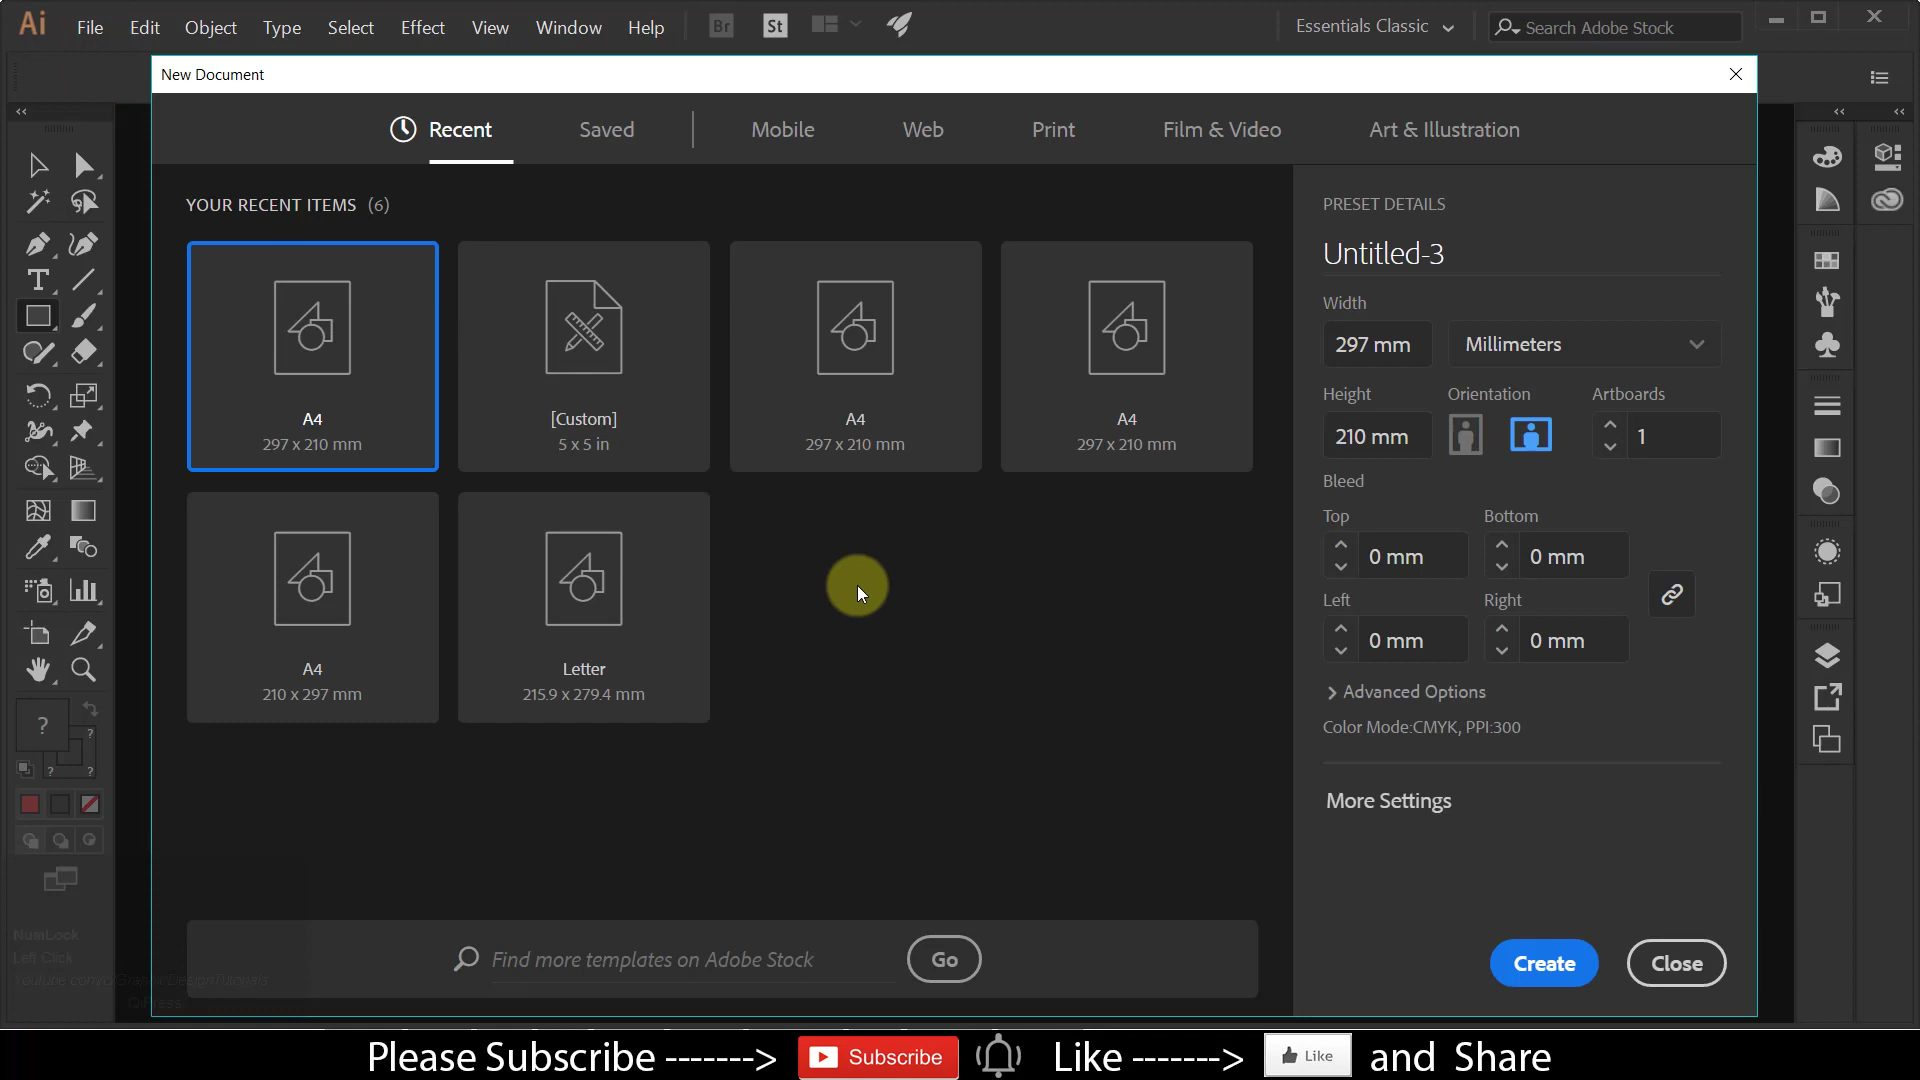 Ai File Edit Object Type Select Effect View Window Help Br St Essentials Classic Search Adobe Stock
New Document
Recent Saved Mobile Web Print Film & Video Art & Illustration
YOUR RECENT ITEMS (6)
A4
297 x 210 mm
[Custom]
5 x 5 in
A4
297 x 210 mm
A4
297 x 210 mm
A4
210 x 297 mm
Letter
215.9 x 279.4 mm
Find more templates on Adobe Stock Go
PRESET DETAILS
Untitled-3
Width
297 mm Millimeters
Height Orientation Artboards
210 mm 1
Bleed
Top Bottom
0 mm 0 mm
Left Right
0 mm 0 mm
Advanced Options
Color Mode:CMYK, PPI:300
More Settings
Create Close
T
?
?
? ?
NumLock
Left Click
Please Subscribe -------> Subscribe Like -------> Like and Share